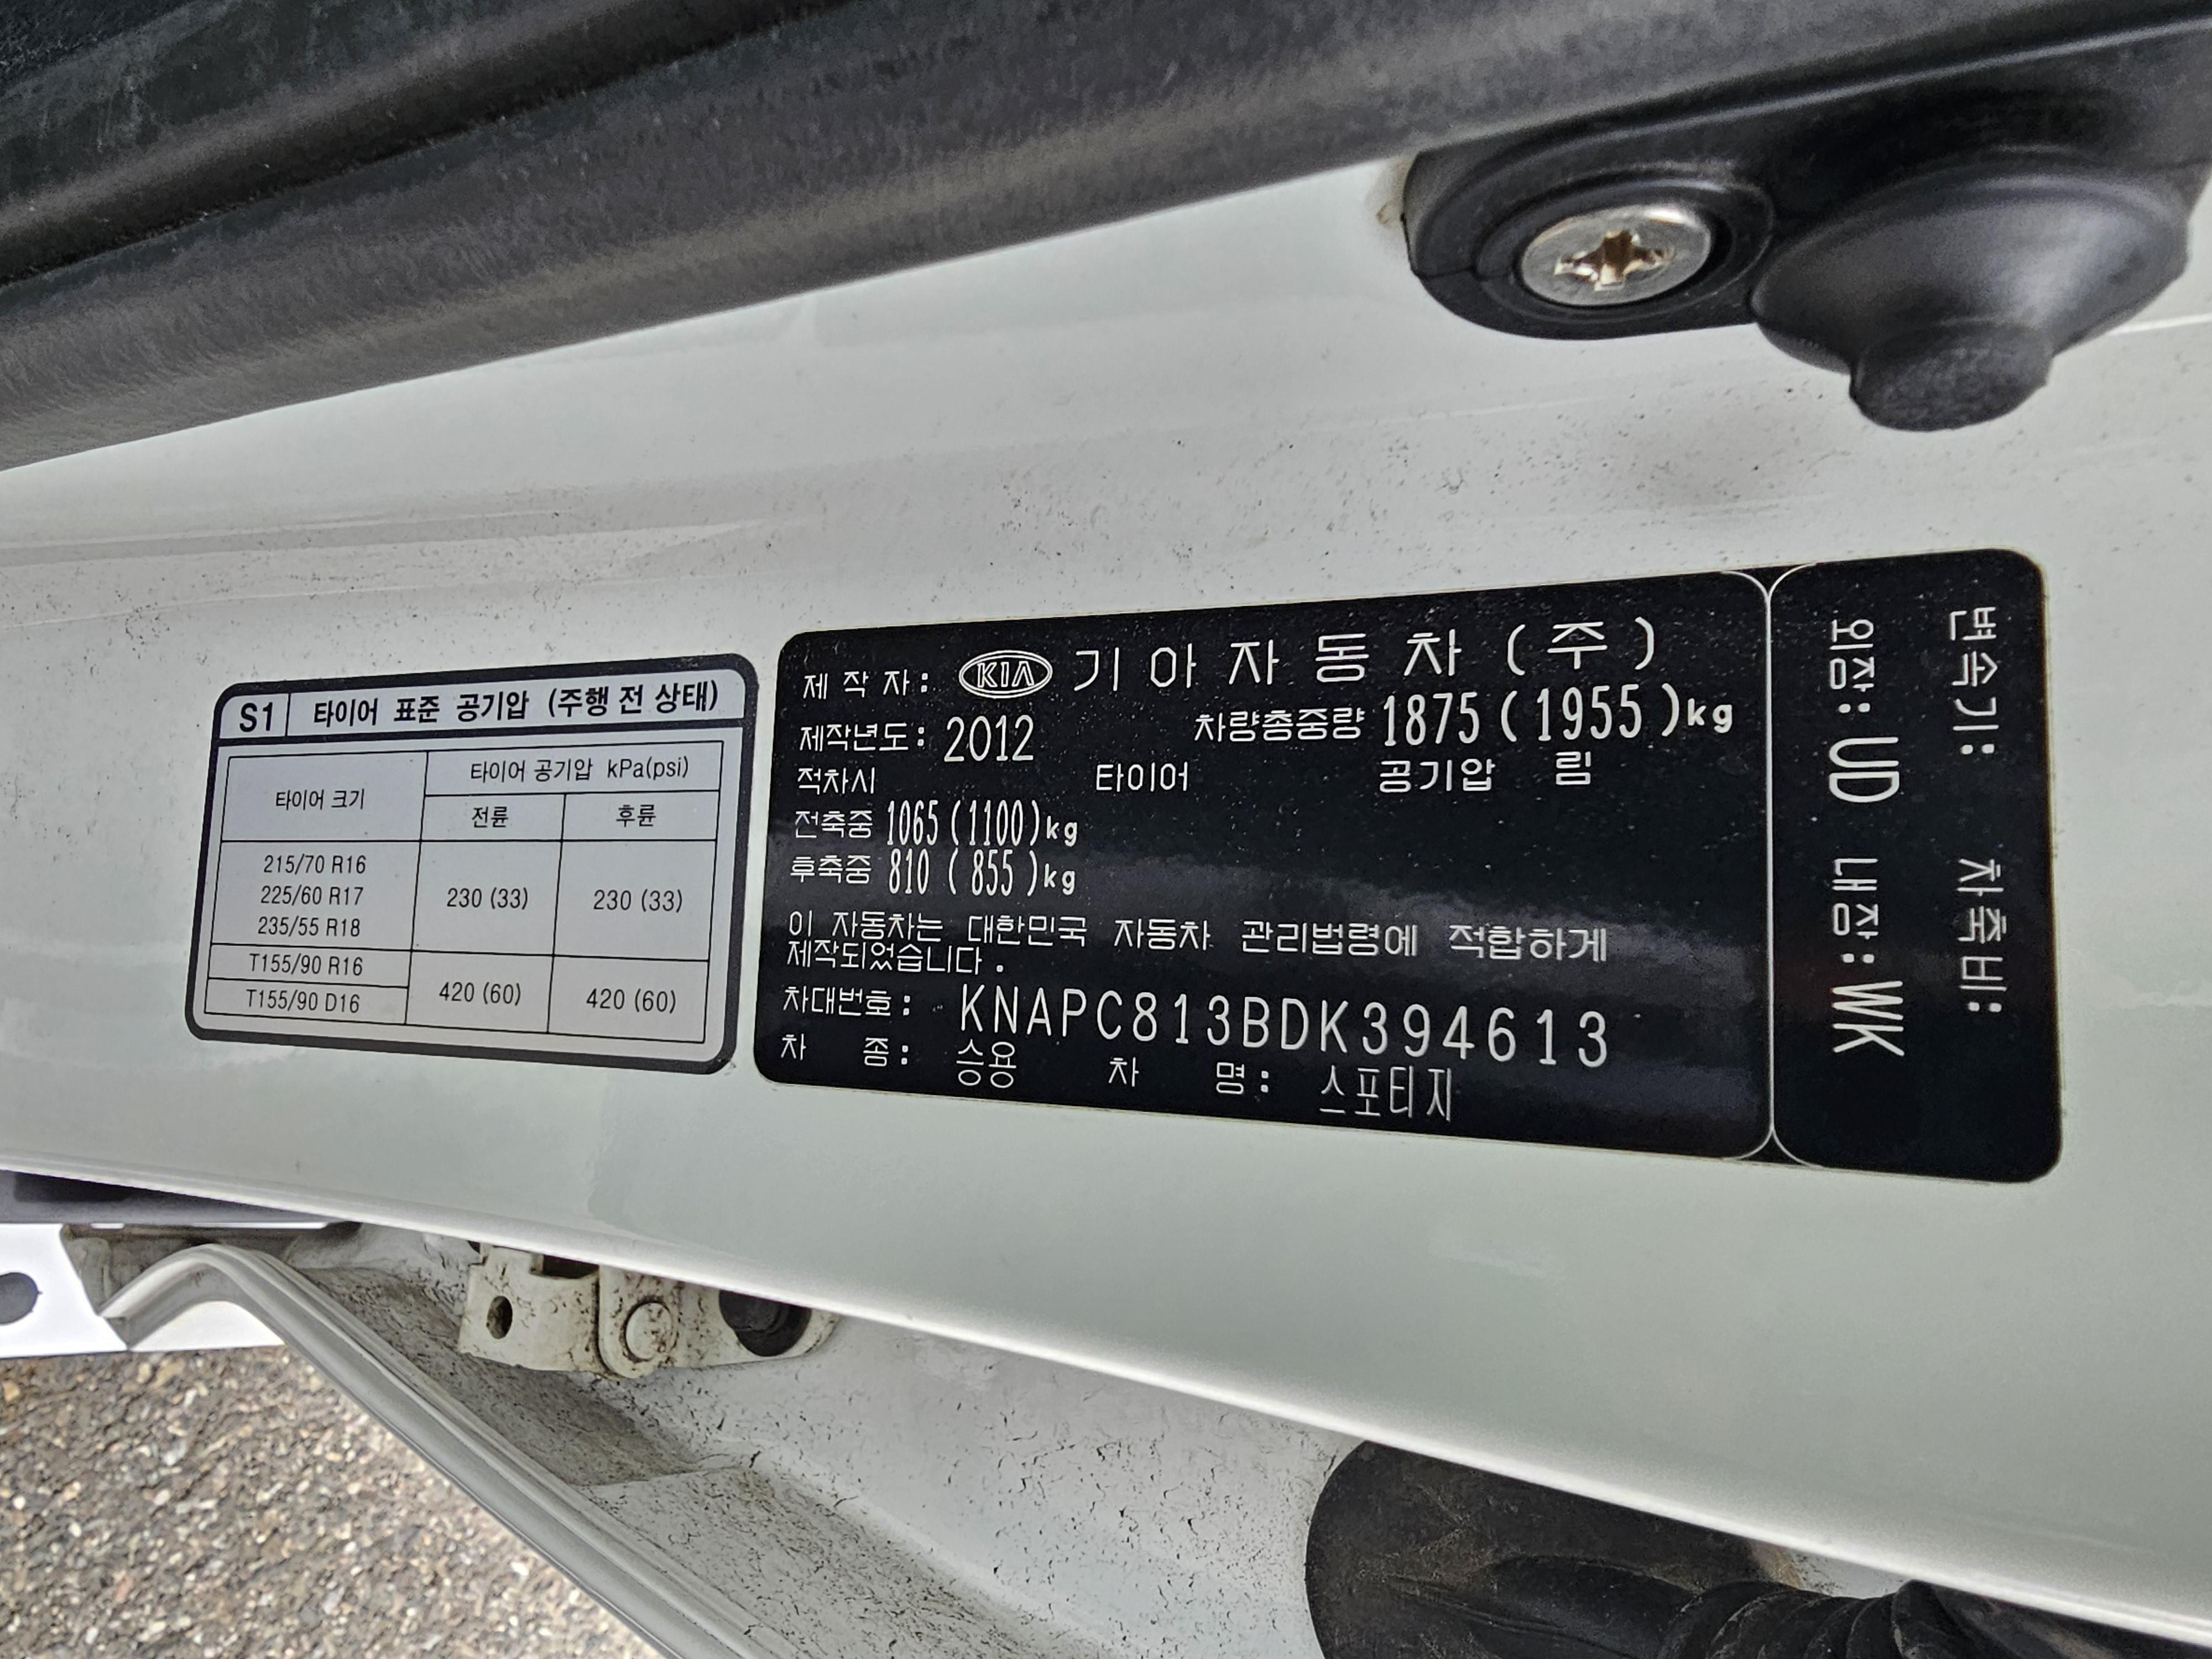 S1 타이어 표준 공기압 (주행 전 상태)
타이어 크기 타이어 공기압 kPa(psi)
전륜 후륜
215/70 R16
225/60 R17
235/55 R18
230 (33) 230 (33)
T155/90 R16
T155/90 D16
420 (60) 420 (60)
제작자: KIA 기아자동차(주)
제작년도: 2012 차량총중량 1875(1955)kg
적차시 타이어 공기압 림
전축중 1065(1100)kg
후축중 810 (855)kg
이 자동차는 대한민국 자동차 관리법령에 적합하게
제작되었습니다.
차대번호: KNAPC813BDK394613
차 종: 승용 차 명: 스포티지
변속기: 차축비:
외장: UD 내장: WK